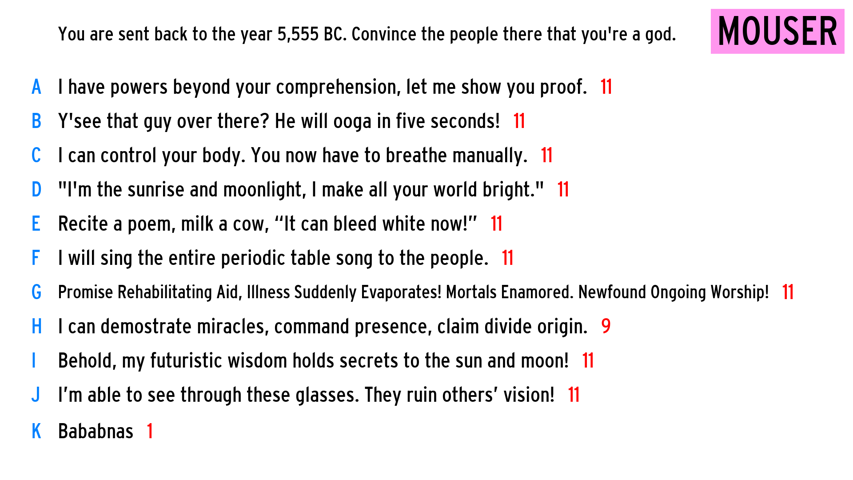 You are sent back to the year 5,555 BC. Convince the people there that you're a god.
MOUSER
A I have powers beyond your comprehension, let me show you proof. 11
B Y'see that guy over there? He will ooga in five seconds! 11
C I can control your body. You now have to breathe manually. 11
D "I'm the sunrise and moonlight, I make all your world bright." 11
E Recite a poem, milk a cow, “It can bleed white now!” 11
F I will sing the entire periodic table song to the people. 11
G Promise Rehabilitating Aid, Illness Suddenly Evaporates! Mortals Enamored. Newfound Ongoing Worship! 11
H I can demostrate miracles, command presence, claim divide origin. 9
I Behold, my futuristic wisdom holds secrets to the sun and moon! 11
J I’m able to see through these glasses. They ruin others’ vision! 11
K Bababnas 1